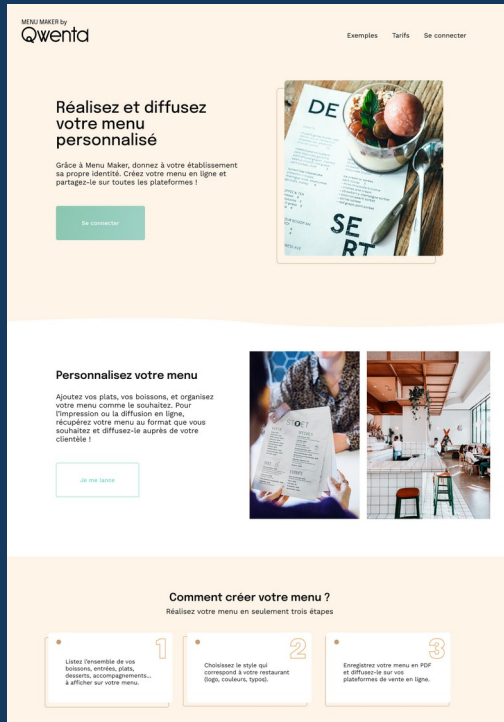 MENU MAKER by
Qwenta
Exemples Tarifs Se connecter
Réalisez et diffusez
votre menu
personnalisé
Grâce à Menu Maker, donnez à votre établissement
sa propre identité. Créez votre menu en ligne et
partagez-le sur toutes les plateformes !
Se connecter
DE
SE
RT
Personnalisez votre menu
Ajoutez vos plats, vos boissons, et organisez
votre menu comme le souhaitez. Pour
l'impression ou la diffusion en ligne,
récupérez votre menu au format que vous
souhaitez et diffusez-le auprès de votre
clientèle !
Je me lance
Comment créer votre menu ?
Réalisez votre menu en seulement trois étapes
1
Listez l'ensemble de vos
boissons, entrées, plats,
desserts, accompagnements...
à afficher sur votre menu.
2
Choisissez le style qui
correspond à votre restaurant
(logo, couleurs, typos).
3
Enregistrez votre menu en PDF
et diffusez-le sur vos
plateformes de vente en ligne.